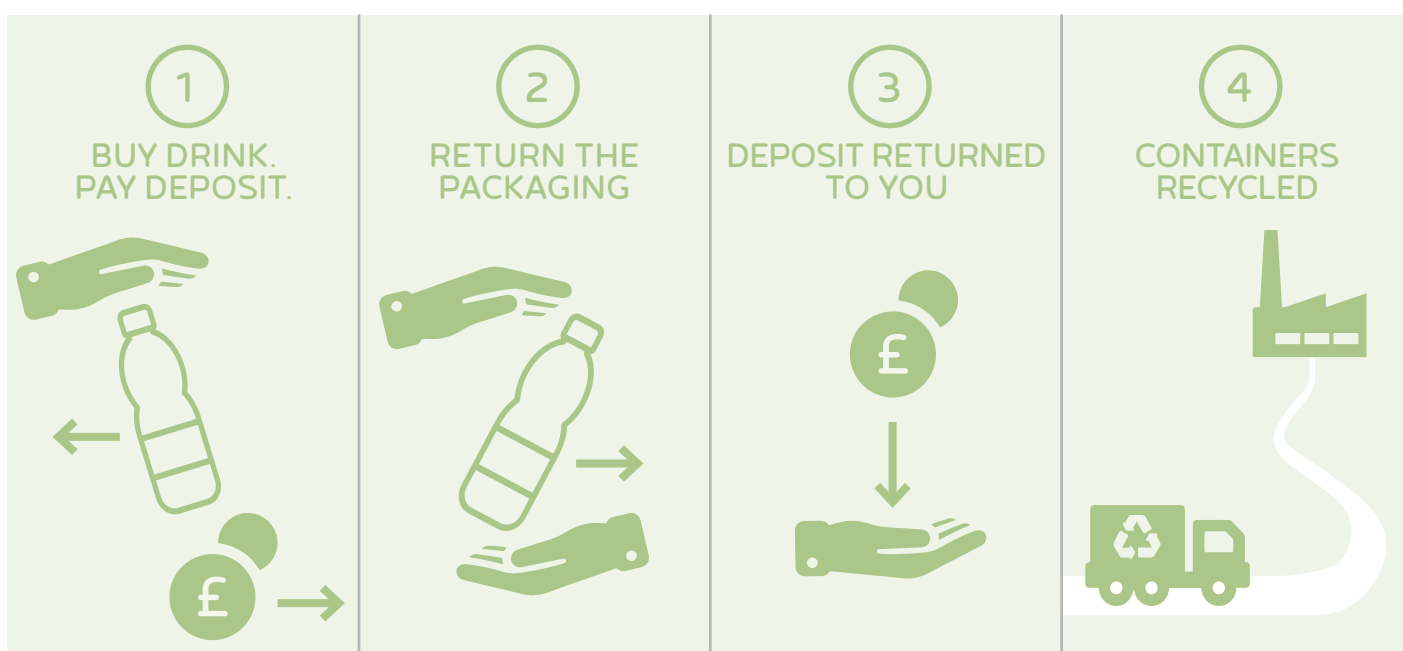 1
BUY DRINK.
PAY DEPOSIT.
£
2
RETURN THE
PACKAGING
3
DEPOSIT RETURNED
TO YOU
£
4
CONTAINERS
RECYCLED